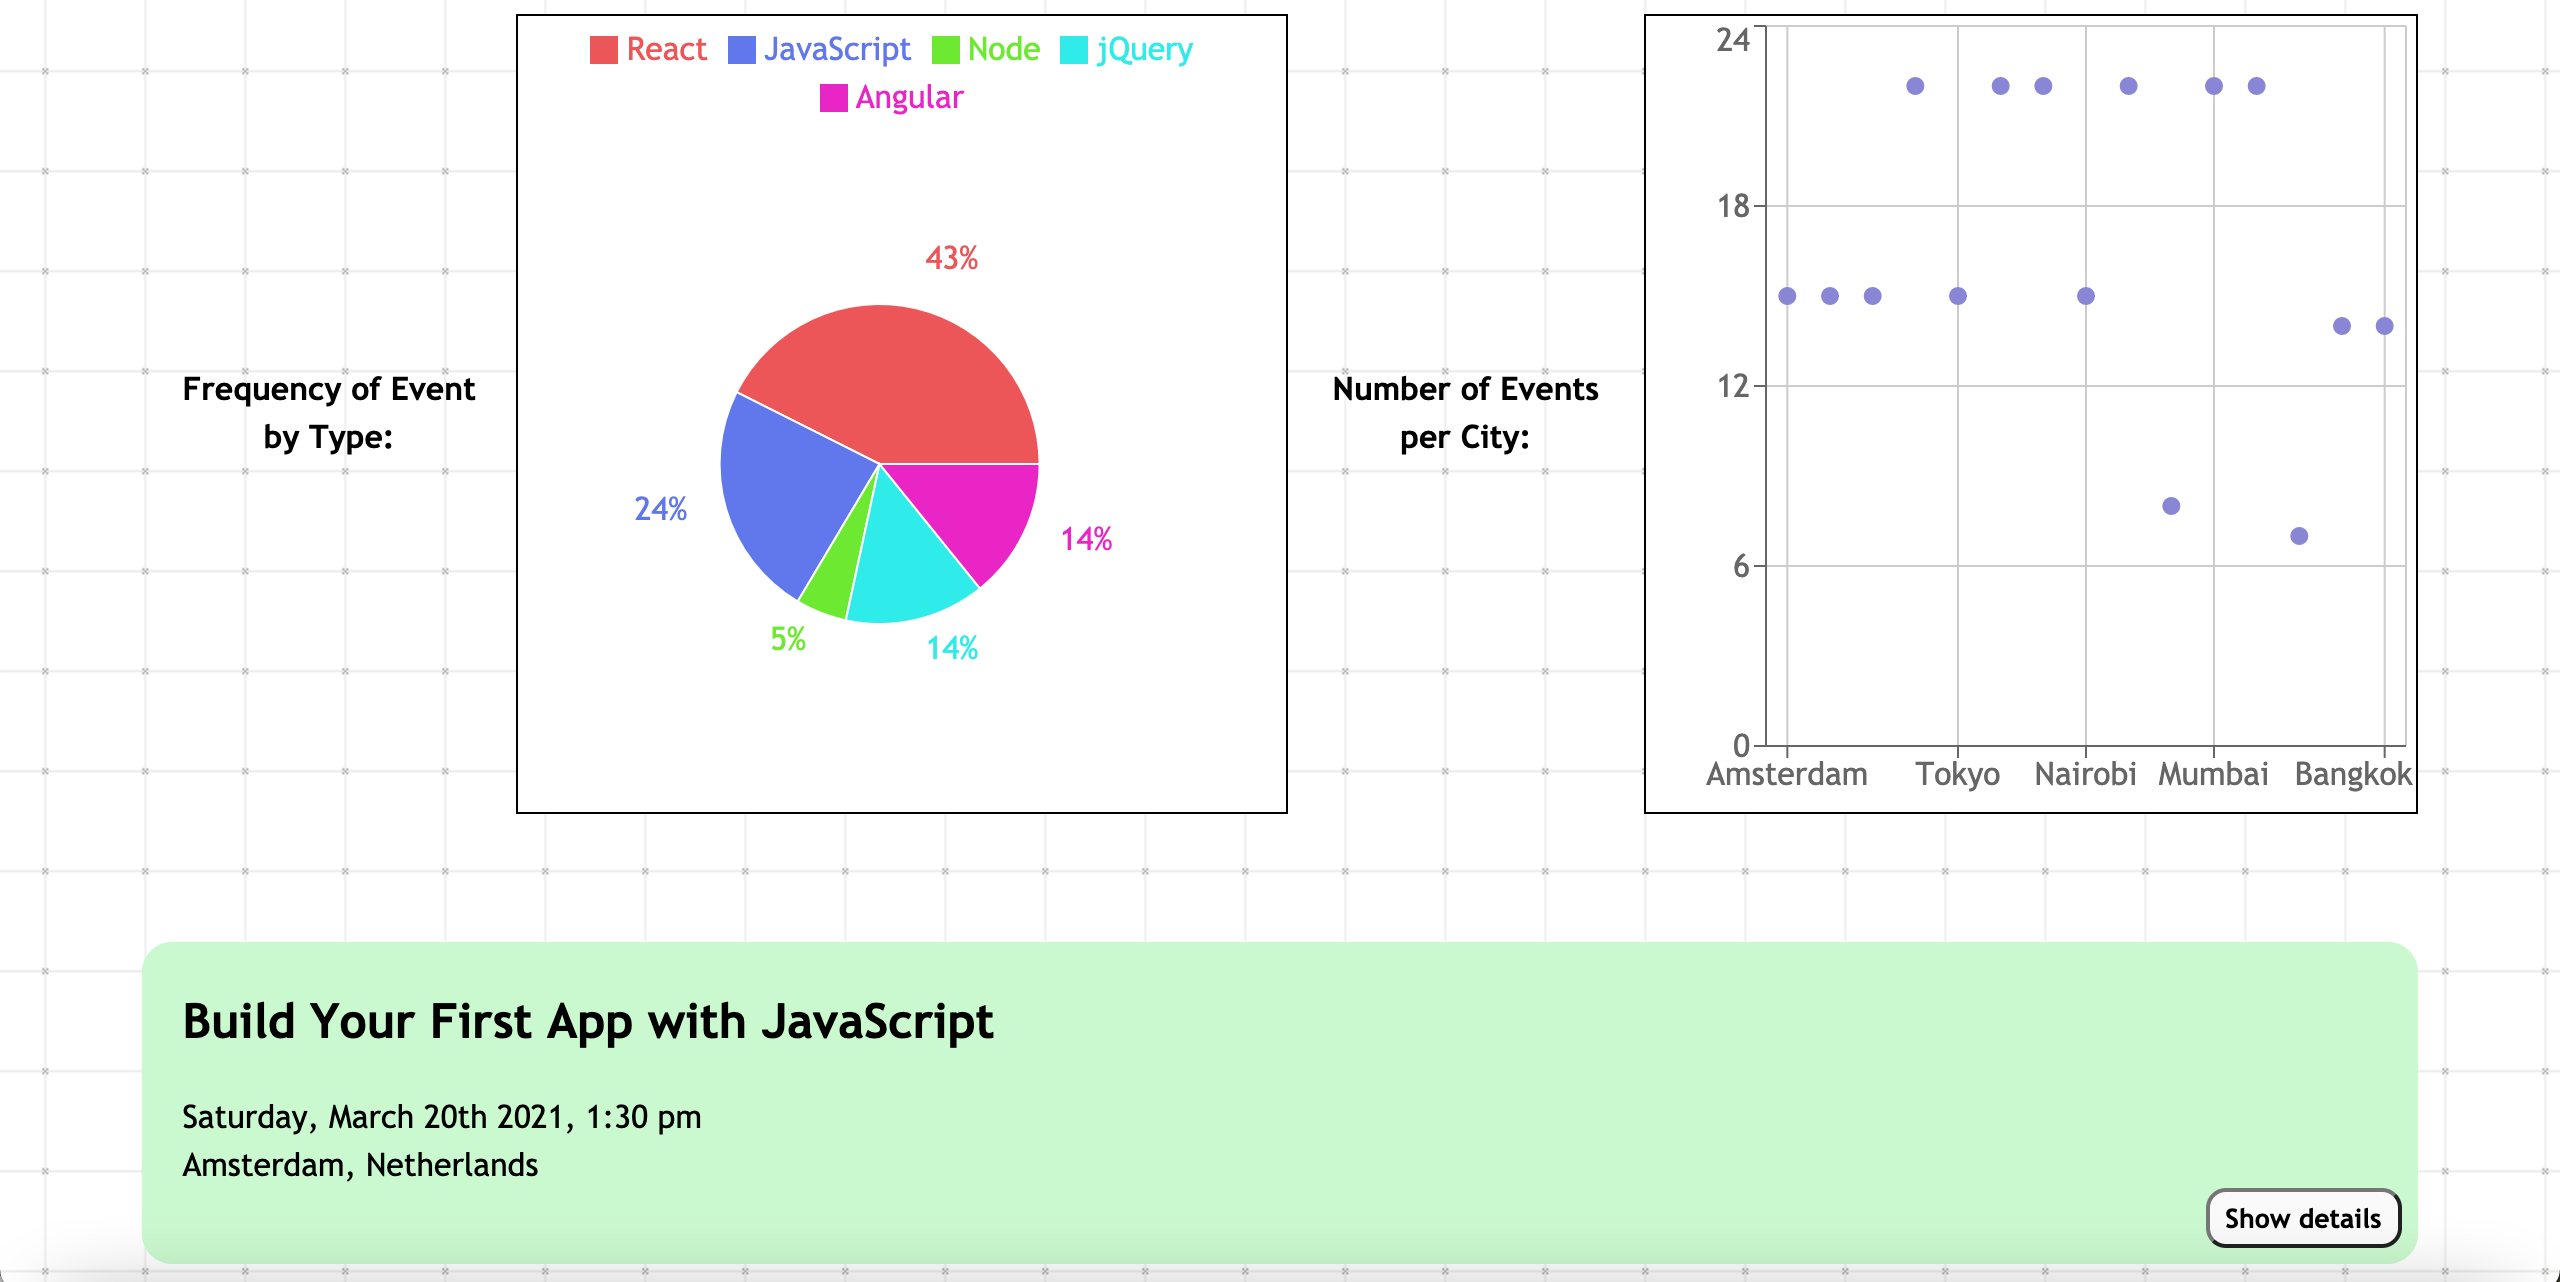 Frequency of Event
by Type:
React JavaScript Node jQuery
Angular
43%
24%
14%
5%
14%
Number of Events
per City:
24
18
12
6
0
Amsterdam Tokyo Nairobi Mumbai Bangkok
Build Your First App with JavaScript
Saturday, March 20th 2021, 1:30 pm
Amsterdam, Netherlands
Show details